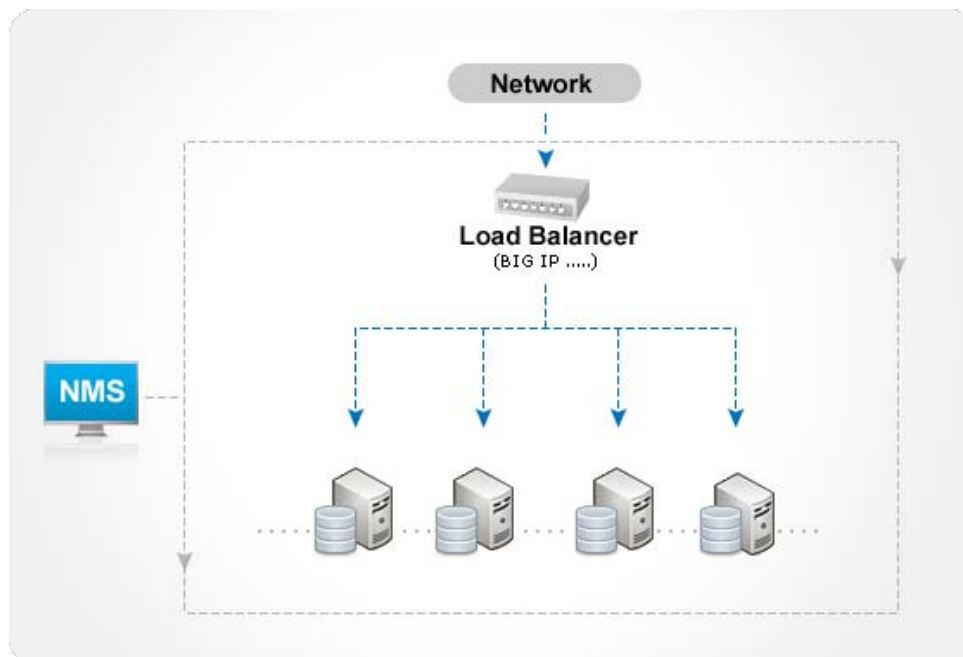 Network
Load Balancer
(BIG IP .....)
NMS